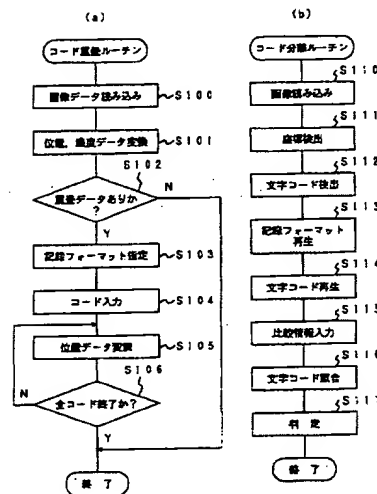 (a)
コード重畳ルーチン
画像データ読み込み
S100
位置、濃度データ変換
S101
S102
重畳データありか
?
N
Y
記録フォーマット指定
S103
コード入力
S104
位置データ変換
S105
S106
全コード終了か?
N
Y
終了
(b)
コード分離ルーチン
S110
画像読み込み
S111
座標検出
S112
文字コード検出
S113
記録フォーマット
再生
S114
文字コード再生
S115
比較情報入力
S116
文字コード照合
S117
判定
終了